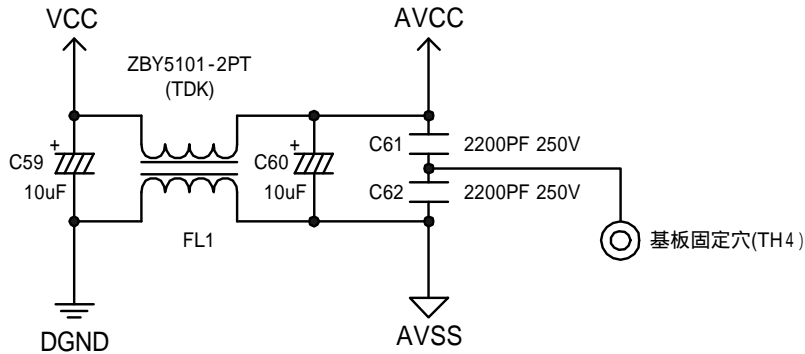 VCC
AVCC
ZBY5101-2PT
(TDK)
+
C59
10uF
FL1
+
C60
10uF
C61
2200PF 250V
C62
2200PF 250V
基板固定穴(TH4)
DGND
AVSS